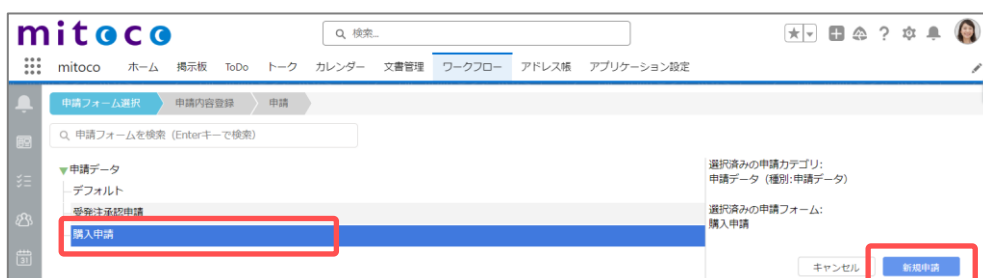 mitoco
検索...
mitoco ホーム 掲示板 ToDo トーク カレンダー 文書管理 ワークフロー アドレス帳 アプリケーション設定
申請フォーム選択 申請内容登録 申請
申請フォームを検索 (Enterキーで検索)
申請データ
デフォルト
受発注承認申請
購入申請
選択済みの申請カテゴリ:
申請データ (種別:申請データ)
選択済みの申請フォーム:
購入申請
キャンセル 新規申請
31